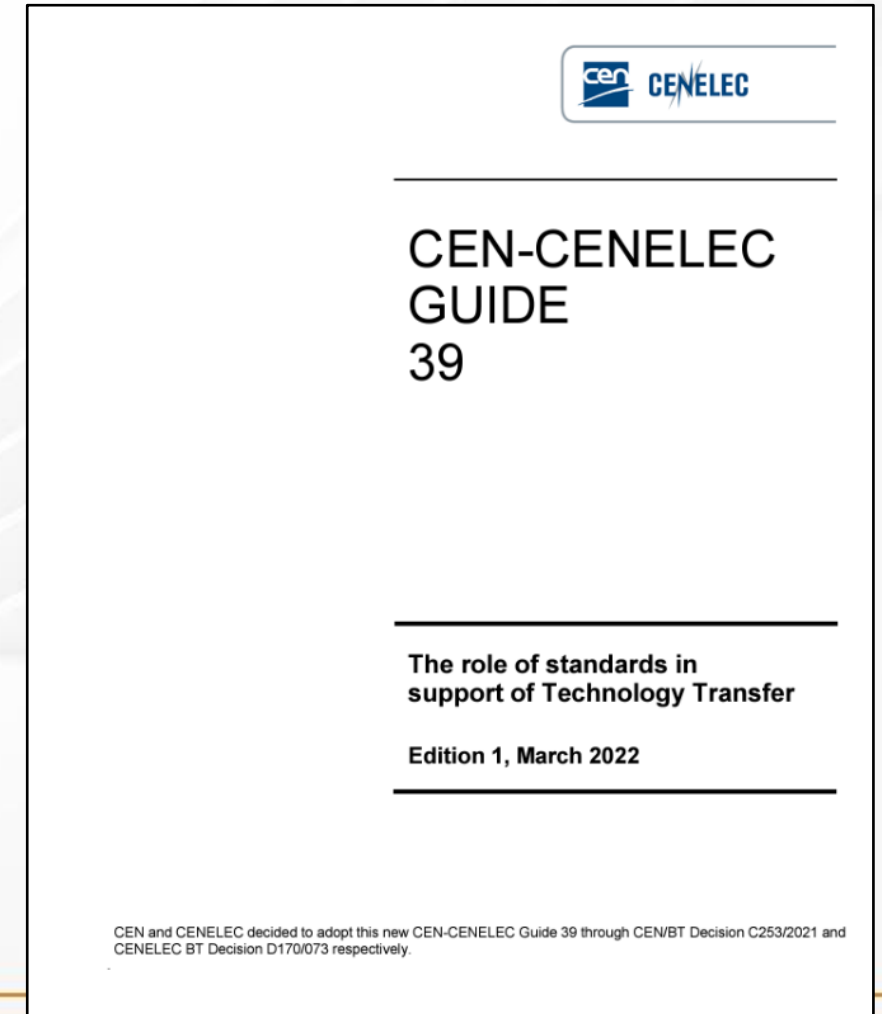 cen CENELEC
CEN-CENELEC
GUIDE
39
The role of standards in
support of Technology Transfer
Edition 1, March 2022
CEN and CENELEC decided to adopt this new CEN-CENELEC Guide 39 through CEN/BT Decision C253/2021 and
CENELEC BT Decision D170/073 respectively.
.